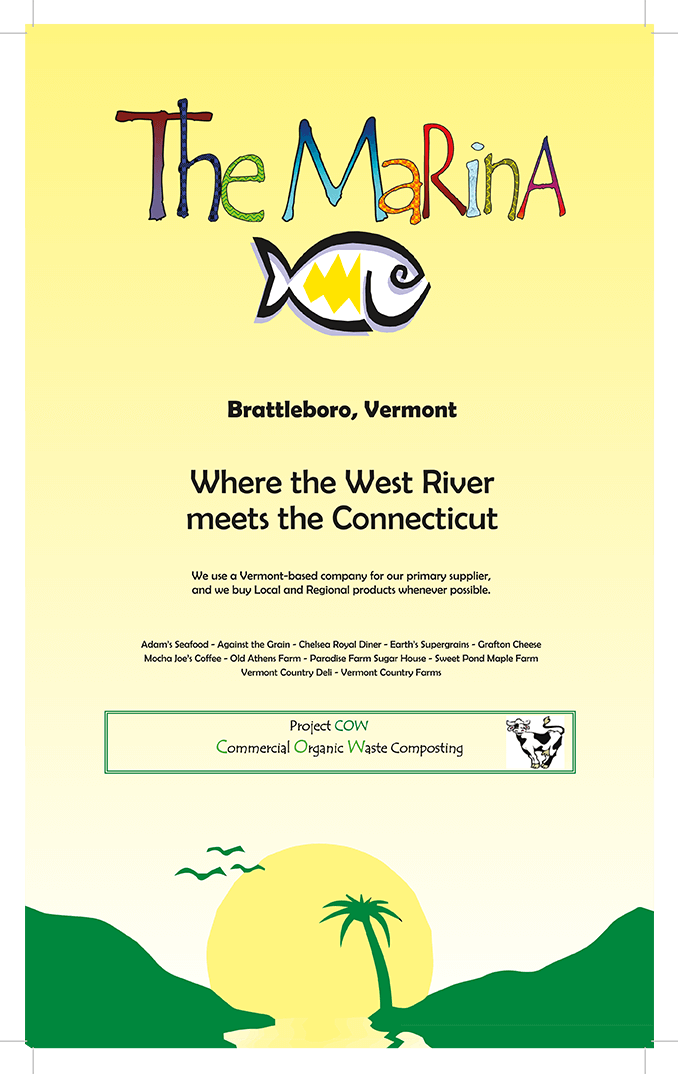 The MaRinA
Brattleboro, Vermont
Where the West River
meets the Connecticut
We use a Vermont-based company for our primary supplier,
and we buy Local and Regional products whenever possible.
Adam's Seafood - Against the Grain - Chelsea Royal Diner - Earth's Supergrains - Grafton Cheese
Mocha Joe's Coffee - Old Athens Farm - Paradise Farm Sugar House - Sweet Pond Maple Farm
Vermont Country Deli - Vermont Country Farms
Project COW
Commercial Organic Waste Composting